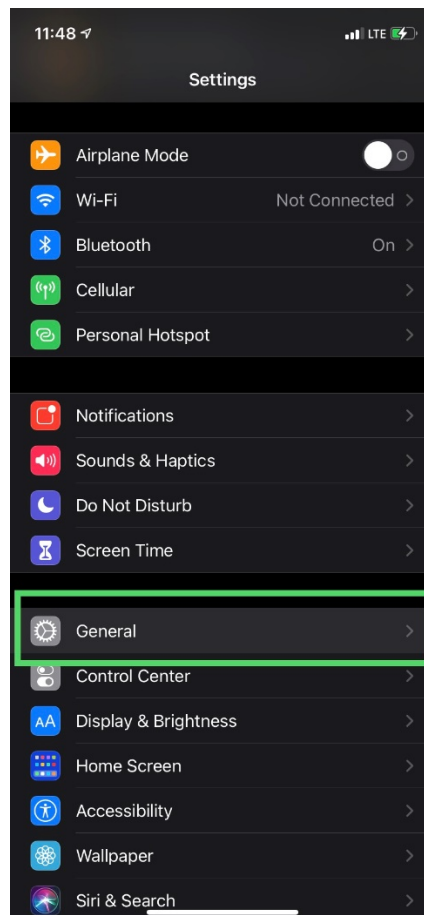 11:48
LTE
Settings
Airplane Mode
Wi-Fi Not Connected
Bluetooth On
Cellular
Personal Hotspot
Notifications
Sounds & Haptics
Do Not Disturb
Screen Time
General
Control Center
AA Display & Brightness
Home Screen
Accessibility
Wallpaper
Siri & Search